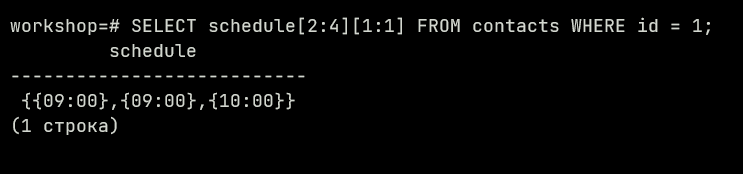 workshop=# SELECT schedule[2:4][1:1] FROM contacts WHERE id = 1;
schedule
---------------------------
{{09:00},{09:00},{10:00}}
(1 строка)